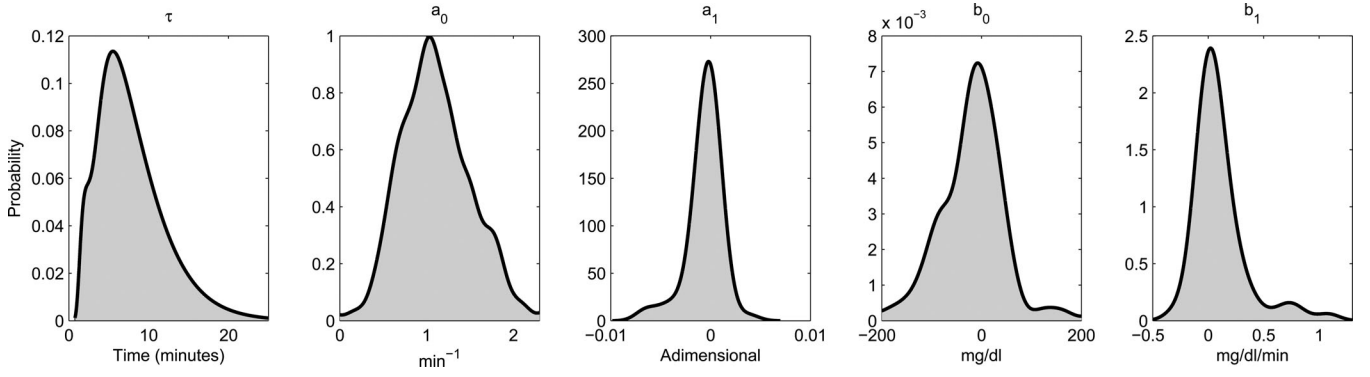 τ
a0
a1
b0
b1
x 10−3
Probability
0.12
0.1
0.08
0.06
0.04
0.02
0
0 10 20
Time (minutes)
1
0.8
0.6
0.4
0.2
0
0 1 2
min−1
300
250
200
150
100
50
0
−0.01 0 0.01
Adimensional
8
7
6
5
4
3
2
1
0
−200 0 200
mg/dl
2.5
2
1.5
1
0.5
0
−0.5 0 0.5 1
mg/dl/min